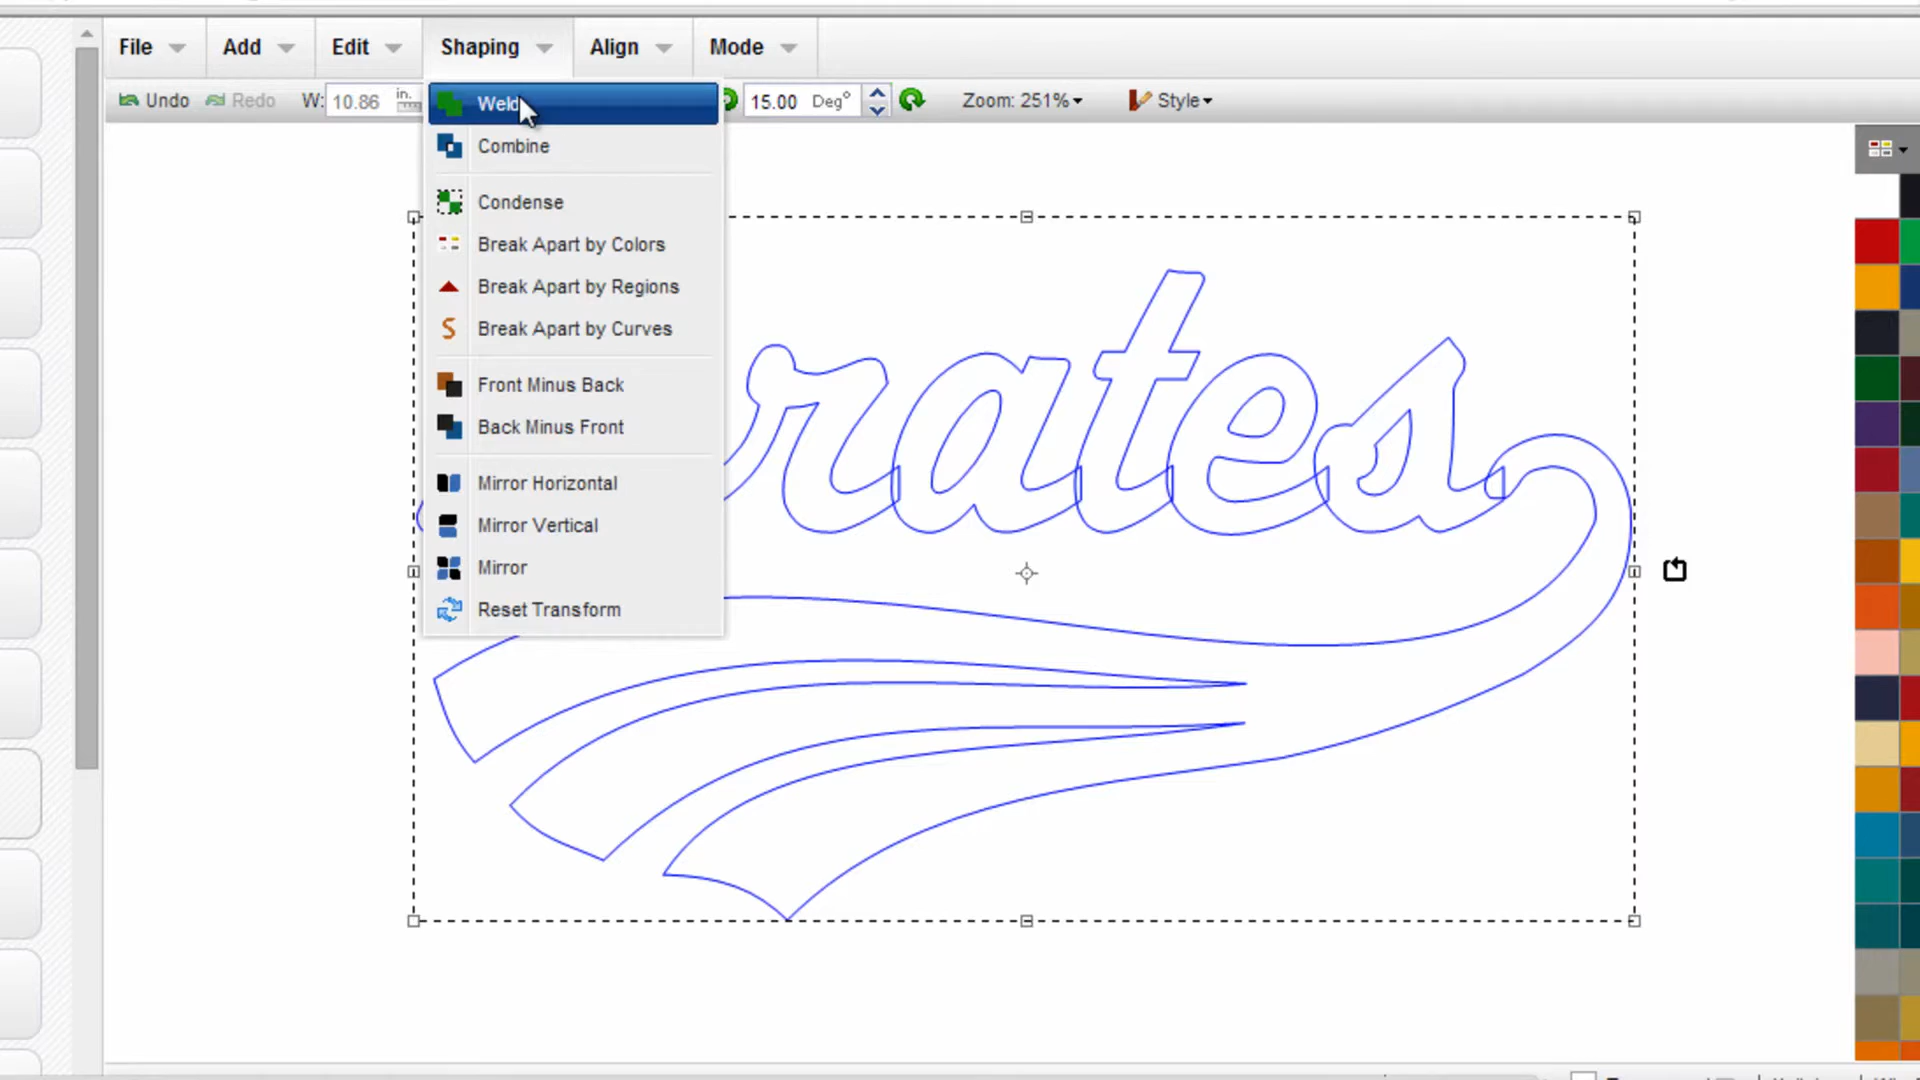 File Add Edit Shaping Align Mode
Undo Redo W: 10.86 in. 15.00 Deg° Zoom: 251% Style
Weld
Combine
Condense
Break Apart by Colors
Break Apart by Regions
Break Apart by Curves
Front Minus Back
Back Minus Front
Mirror Horizontal
Mirror Vertical
Mirror
Reset Transform
rates